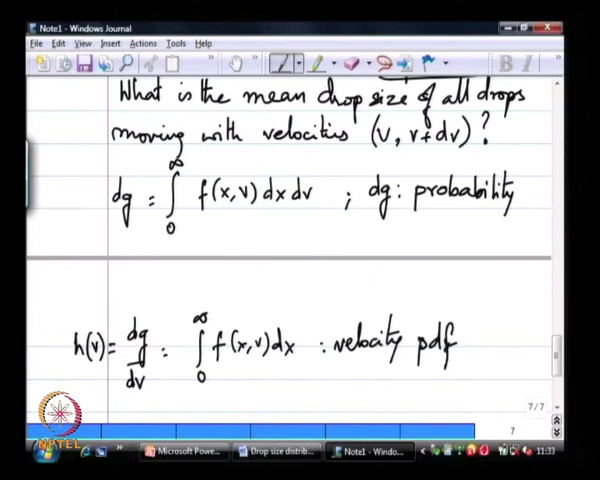 Note1 - Windows Journal
File Edit View Insert Actions Tools Help
B I
What is the mean drop size of all drops
moving with velocities (v, v+dv)?
dg = ∫₀^∞ f(x,v) dx dv ; dg: probability
h(v) = dg/dv = ∫₀^∞ f(x,v) dx : velocity pdf
7/7
7
NPTEL
Microsoft Powe... Drop size distrib... Note1 - Windo... 11:33